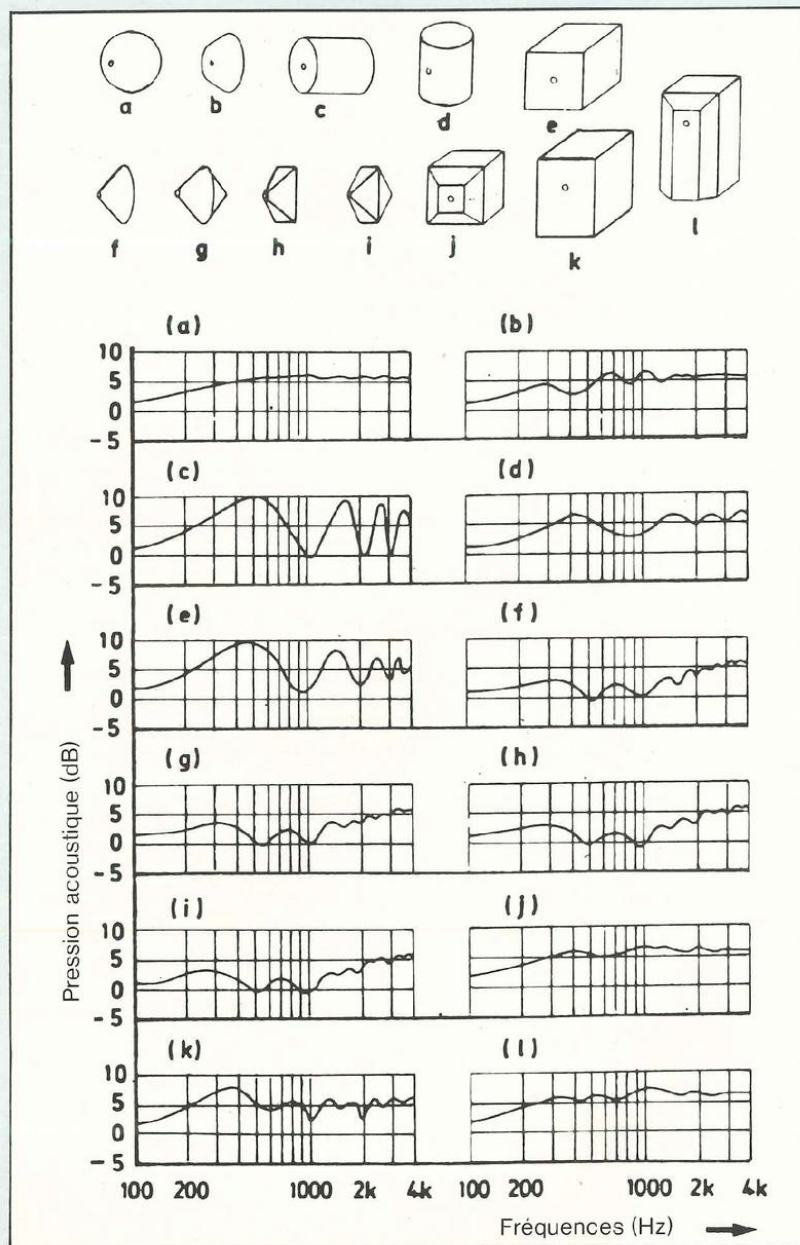 a b c d e
f g h i j k l
(a) (b)
10
5
0
-5
(c) (d)
10
5
0
-5
(e) (f)
10
5
0
-5
(g) (h)
10
5
0
-5
(i) (j)
10
5
0
-5
(k) (l)
10
5
0
-5
100 200 1000 2k 4k 100 200 1000 2k 4k
Pression acoustique (dB)
Fréquences (Hz)